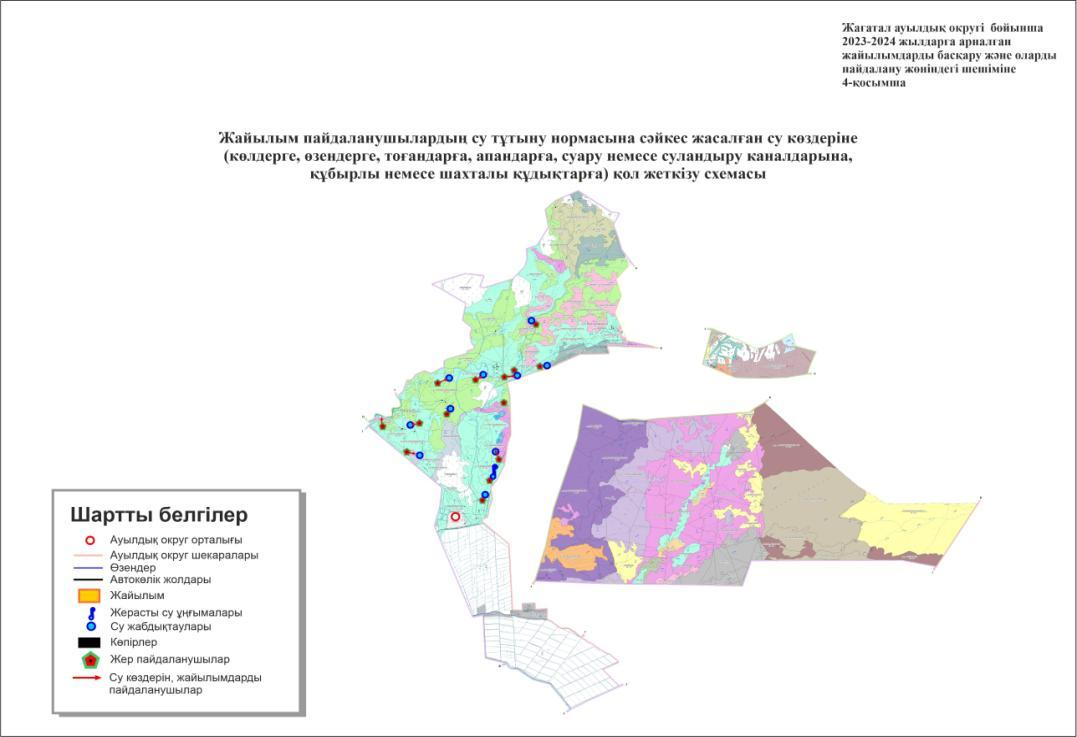 Жағатал ауылдық округі бойынша
2023-2024 жылдарға арналған
жайылымдарды басқару және оларды
пайдалану жөніндегі шешіміне
4-қосымша
Жайылым пайдаланушылардың су тұтыну нормасына сәйкес жасалған су көздеріне
(көлдерге, өзендерге, тоғандарға, апандарға, суару немесе суландыру каналдарына,
құбырлы немесе шахталы құдықтарға) қол жеткізу схемасы
Шартты белгілер
Ауылдық округ орталығы
Ауылдық округ шекаралары
Өзендер
Автокөлік жолдары
Жайылым
Жерасты су ұңғымалары
Су жабдықтаулары
Көпірлер
Жер пайдаланушылар
Су көздерін, жайылымдарды
пайдаланушылар